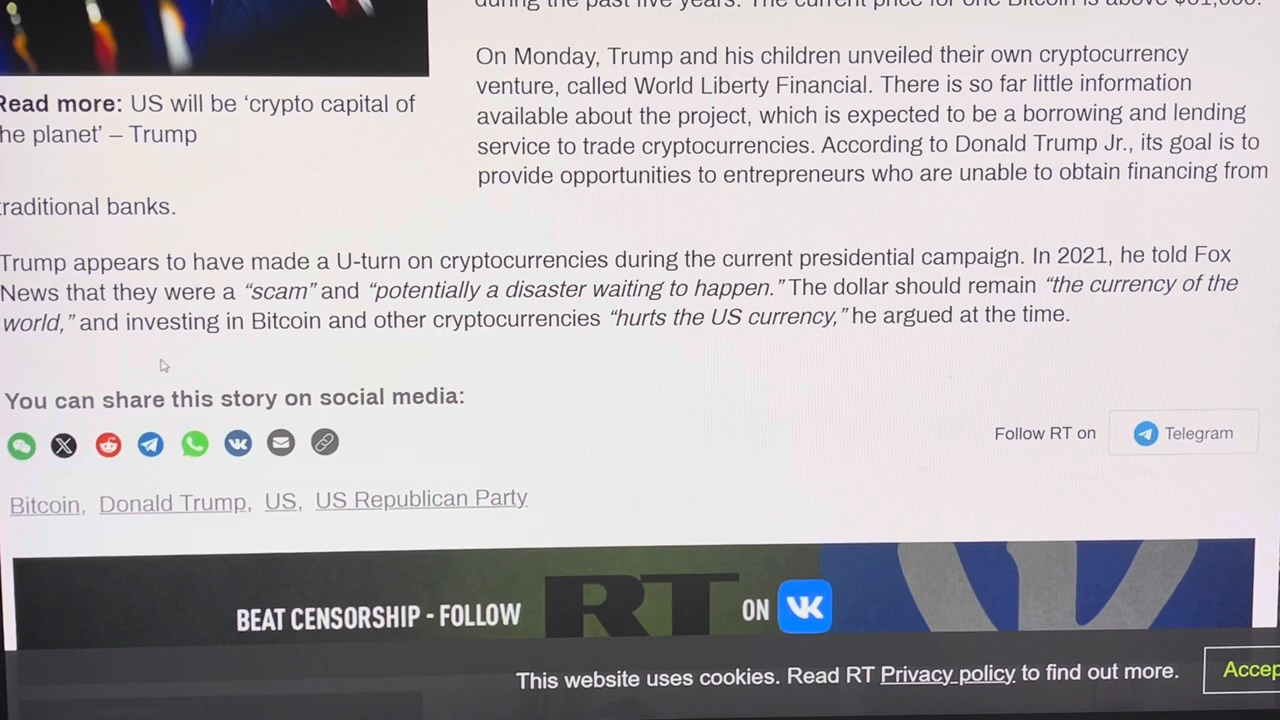 during the past five years. The current price for one Bitcoin is above $61,000.
On Monday, Trump and his children unveiled their own cryptocurrency
venture, called World Liberty Financial. There is so far little information
available about the project, which is expected to be a borrowing and lending
service to trade cryptocurrencies. According to Donald Trump Jr., its goal is to
provide opportunities to entrepreneurs who are unable to obtain financing from
Read more: US will be ‘crypto capital of
he planet’ – Trump
raditional banks.
Trump appears to have made a U-turn on cryptocurrencies during the current presidential campaign. In 2021, he told Fox
News that they were a “scam” and “potentially a disaster waiting to happen.” The dollar should remain “the currency of the
world,” and investing in Bitcoin and other cryptocurrencies “hurts the US currency,” he argued at the time.
You can share this story on social media:
Follow RT on Telegram
Bitcoin, Donald Trump, US, US Republican Party
BEAT CENSORSHIP - FOLLOW RT ON VK
This website uses cookies. Read RT Privacy policy to find out more. Accep